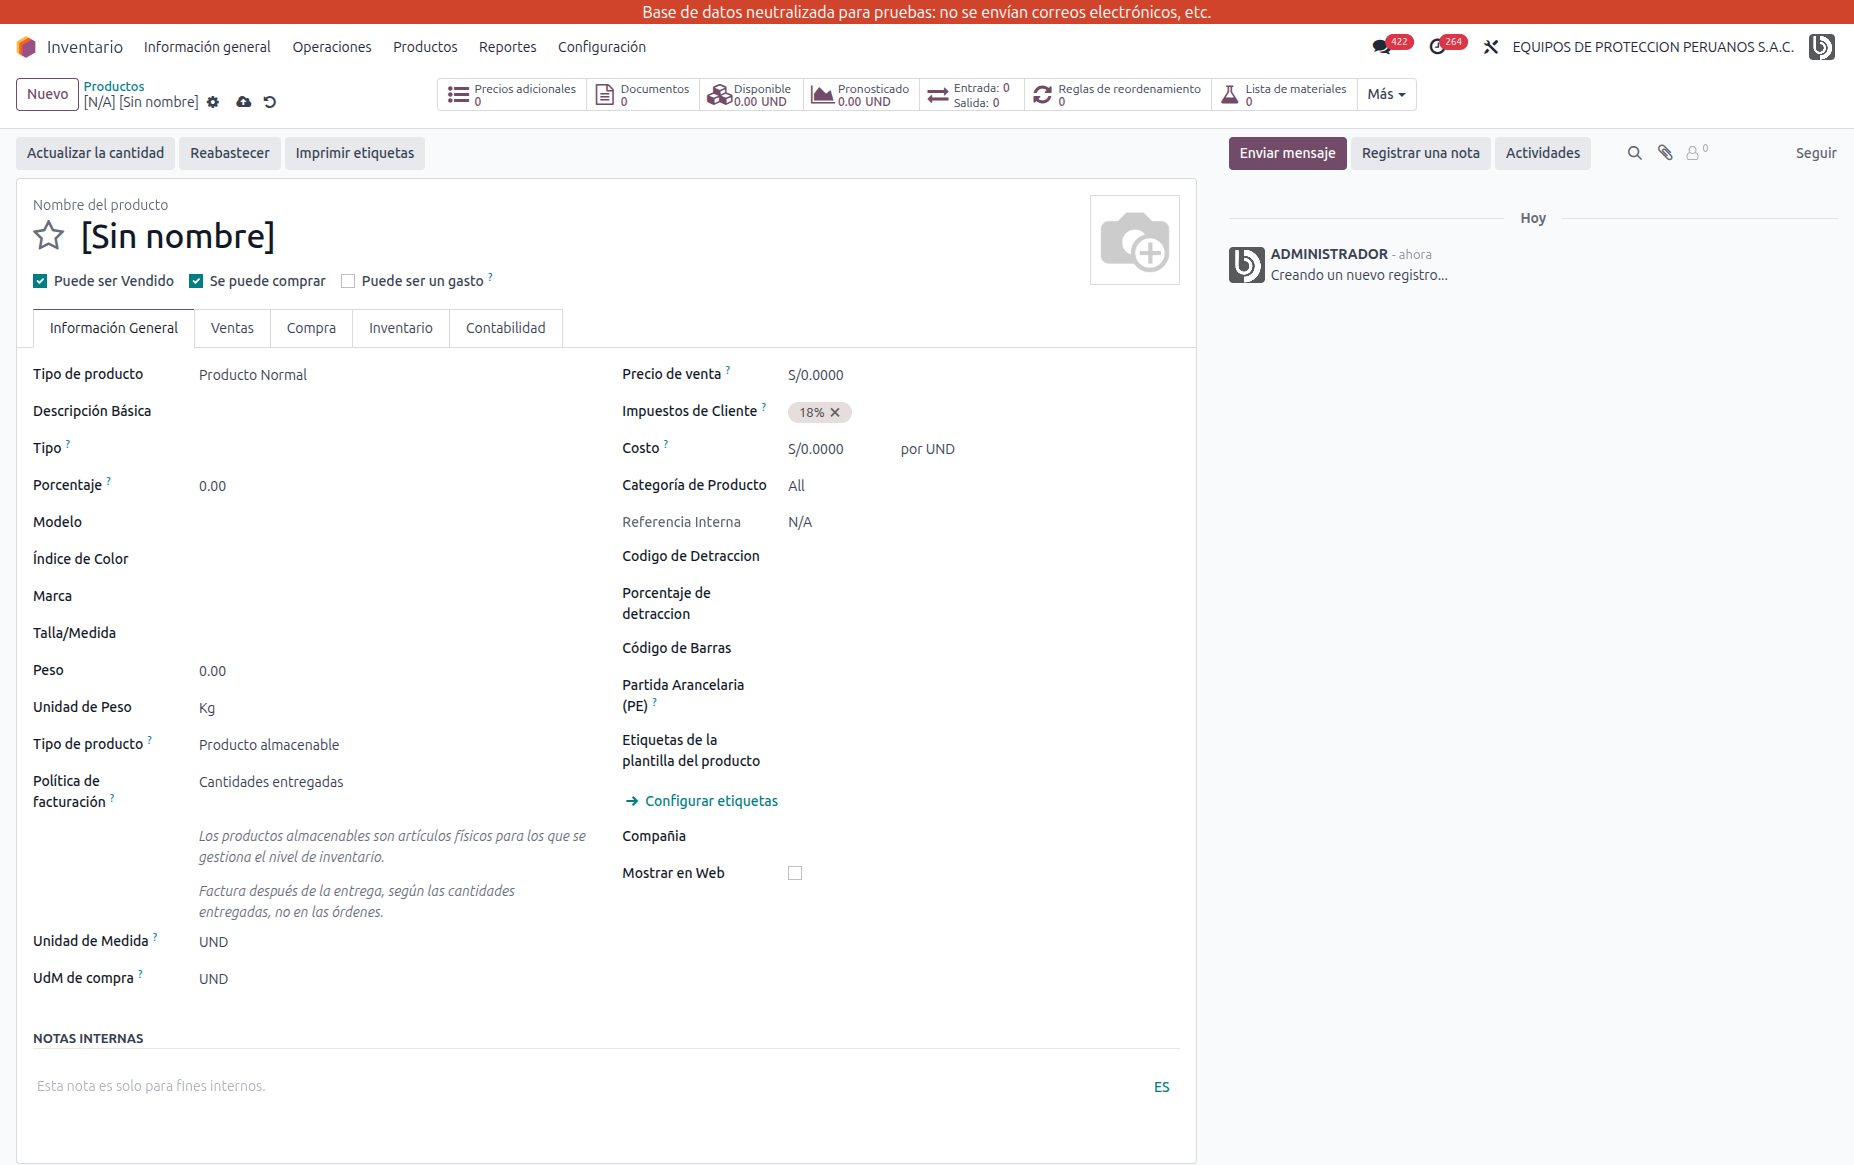 Base de datos neutralizada para pruebas: no se envían correos electrónicos, etc.
Inventario Información general Operaciones Productos Reportes Configuración 422 264 EQUIPOS DE PROTECCION PERUANOS S.A.C.
Nuevo
Productos
[N/A] [Sin nombre]
Precios adicionales
0
Documentos
0
Disponible
0.00 UND
Pronosticado
0.00 UND
Entrada: 0
Salida: 0
Reglas de reordenamiento
0
Lista de materiales
0
Más
Actualizar la cantidad Reabastecer Imprimir etiquetas
Enviar mensaje Registrar una nota Actividades 0 Seguir
Nombre del producto
[Sin nombre]
Puede ser Vendido Se puede comprar Puede ser un gasto ?
Información General Ventas Compra Inventario Contabilidad
Tipo de producto Producto Normal
Descripción Básica
Tipo ?
Porcentaje ? 0.00
Modelo
Índice de Color
Marca
Talla/Medida
Peso 0.00
Unidad de Peso Kg
Tipo de producto ? Producto almacenable
Política de
facturación ? Cantidades entregadas
Los productos almacenables son artículos físicos para los que se
gestiona el nivel de inventario.
Factura después de la entrega, según las cantidades
entregadas, no en las órdenes.
Unidad de Medida ? UND
UdM de compra ? UND
Precio de venta ? S/0.0000
Impuestos de Cliente ? 18%
Costo ? S/0.0000 por UND
Categoría de Producto All
Referencia Interna N/A
Codigo de Detraccion
Porcentaje de
detraccion
Código de Barras
Partida Arancelaria
(PE) ?
Etiquetas de la
plantilla del producto
Configurar etiquetas
Compañia
Mostrar en Web
NOTAS INTERNAS
Esta nota es solo para fines internos.
ES
Hoy
ADMINISTRADOR - ahora
Creando un nuevo registro...